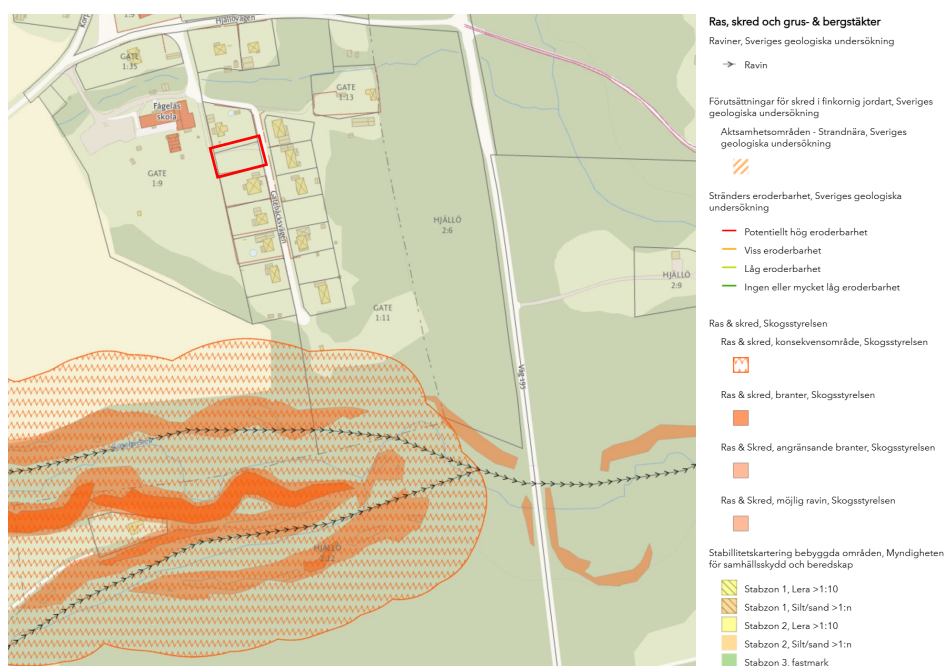 Hjällövägen
Korp
1:9
GATE
1:35
Fågelås
skola
GATE
1:13
GATE
1:9
Gatebäcksvägen
HJÄLLÖ
2:6
HJÄLLÖ
2:9
GATE
1:11
Väg 195
HJÄLLÖ
2:12
Ras, skred och grus- & bergstäkter
Raviner, Sveriges geologiska undersökning
Ravin
Förutsättningar för skred i finkornig jordart, Sveriges
geologiska undersökning
Aktsamhetsområden - Strandnära, Sveriges
geologiska undersökning
Stränders eroderbarhet, Sveriges geologiska
undersökning
Potentiellt hög eroderbarhet
Viss eroderbarhet
Låg eroderbarhet
Ingen eller mycket låg eroderbarhet
Ras & skred, Skogsstyrelsen
Ras & skred, konsekvensområde, Skogsstyrelsen
Ras & skred, branter, Skogsstyrelsen
Ras & Skred, angränsande branter, Skogsstyrelsen
Ras & Skred, möjlig ravin, Skogsstyrelsen
Stabillitetskartering bebyggda områden, Myndigheten
för samhällsskydd och beredskap
Stabzon 1, Lera >1:10
Stabzon 1, Silt/sand >1:n
Stabzon 2, Lera >1:10
Stabzon 2, Silt/sand >1:n
Stabzon 3, fastmark